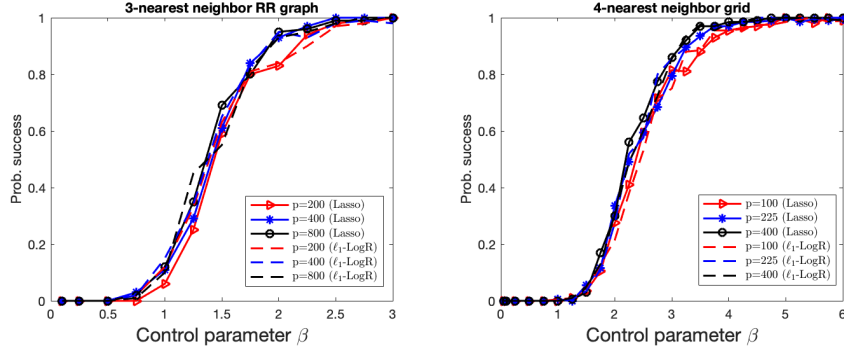 3-nearest neighbor RR graph
Prob. success
1
0.8
0.6
0.4
0.2
0
0 0.5 1 1.5 2 2.5 3
Control parameter β
p=200 (Lasso)
p=400 (Lasso)
p=800 (Lasso)
p=200 (ℓ₁-LogR)
p=400 (ℓ₁-LogR)
p=800 (ℓ₁-LogR)
4-nearest neighbor grid
Prob. success
1
0.8
0.6
0.4
0.2
0
0 1 2 3 4 5 6
Control parameter β
p=100 (Lasso)
p=225 (Lasso)
p=400 (Lasso)
p=100 (ℓ₁-LogR)
p=225 (ℓ₁-LogR)
p=400 (ℓ₁-LogR)